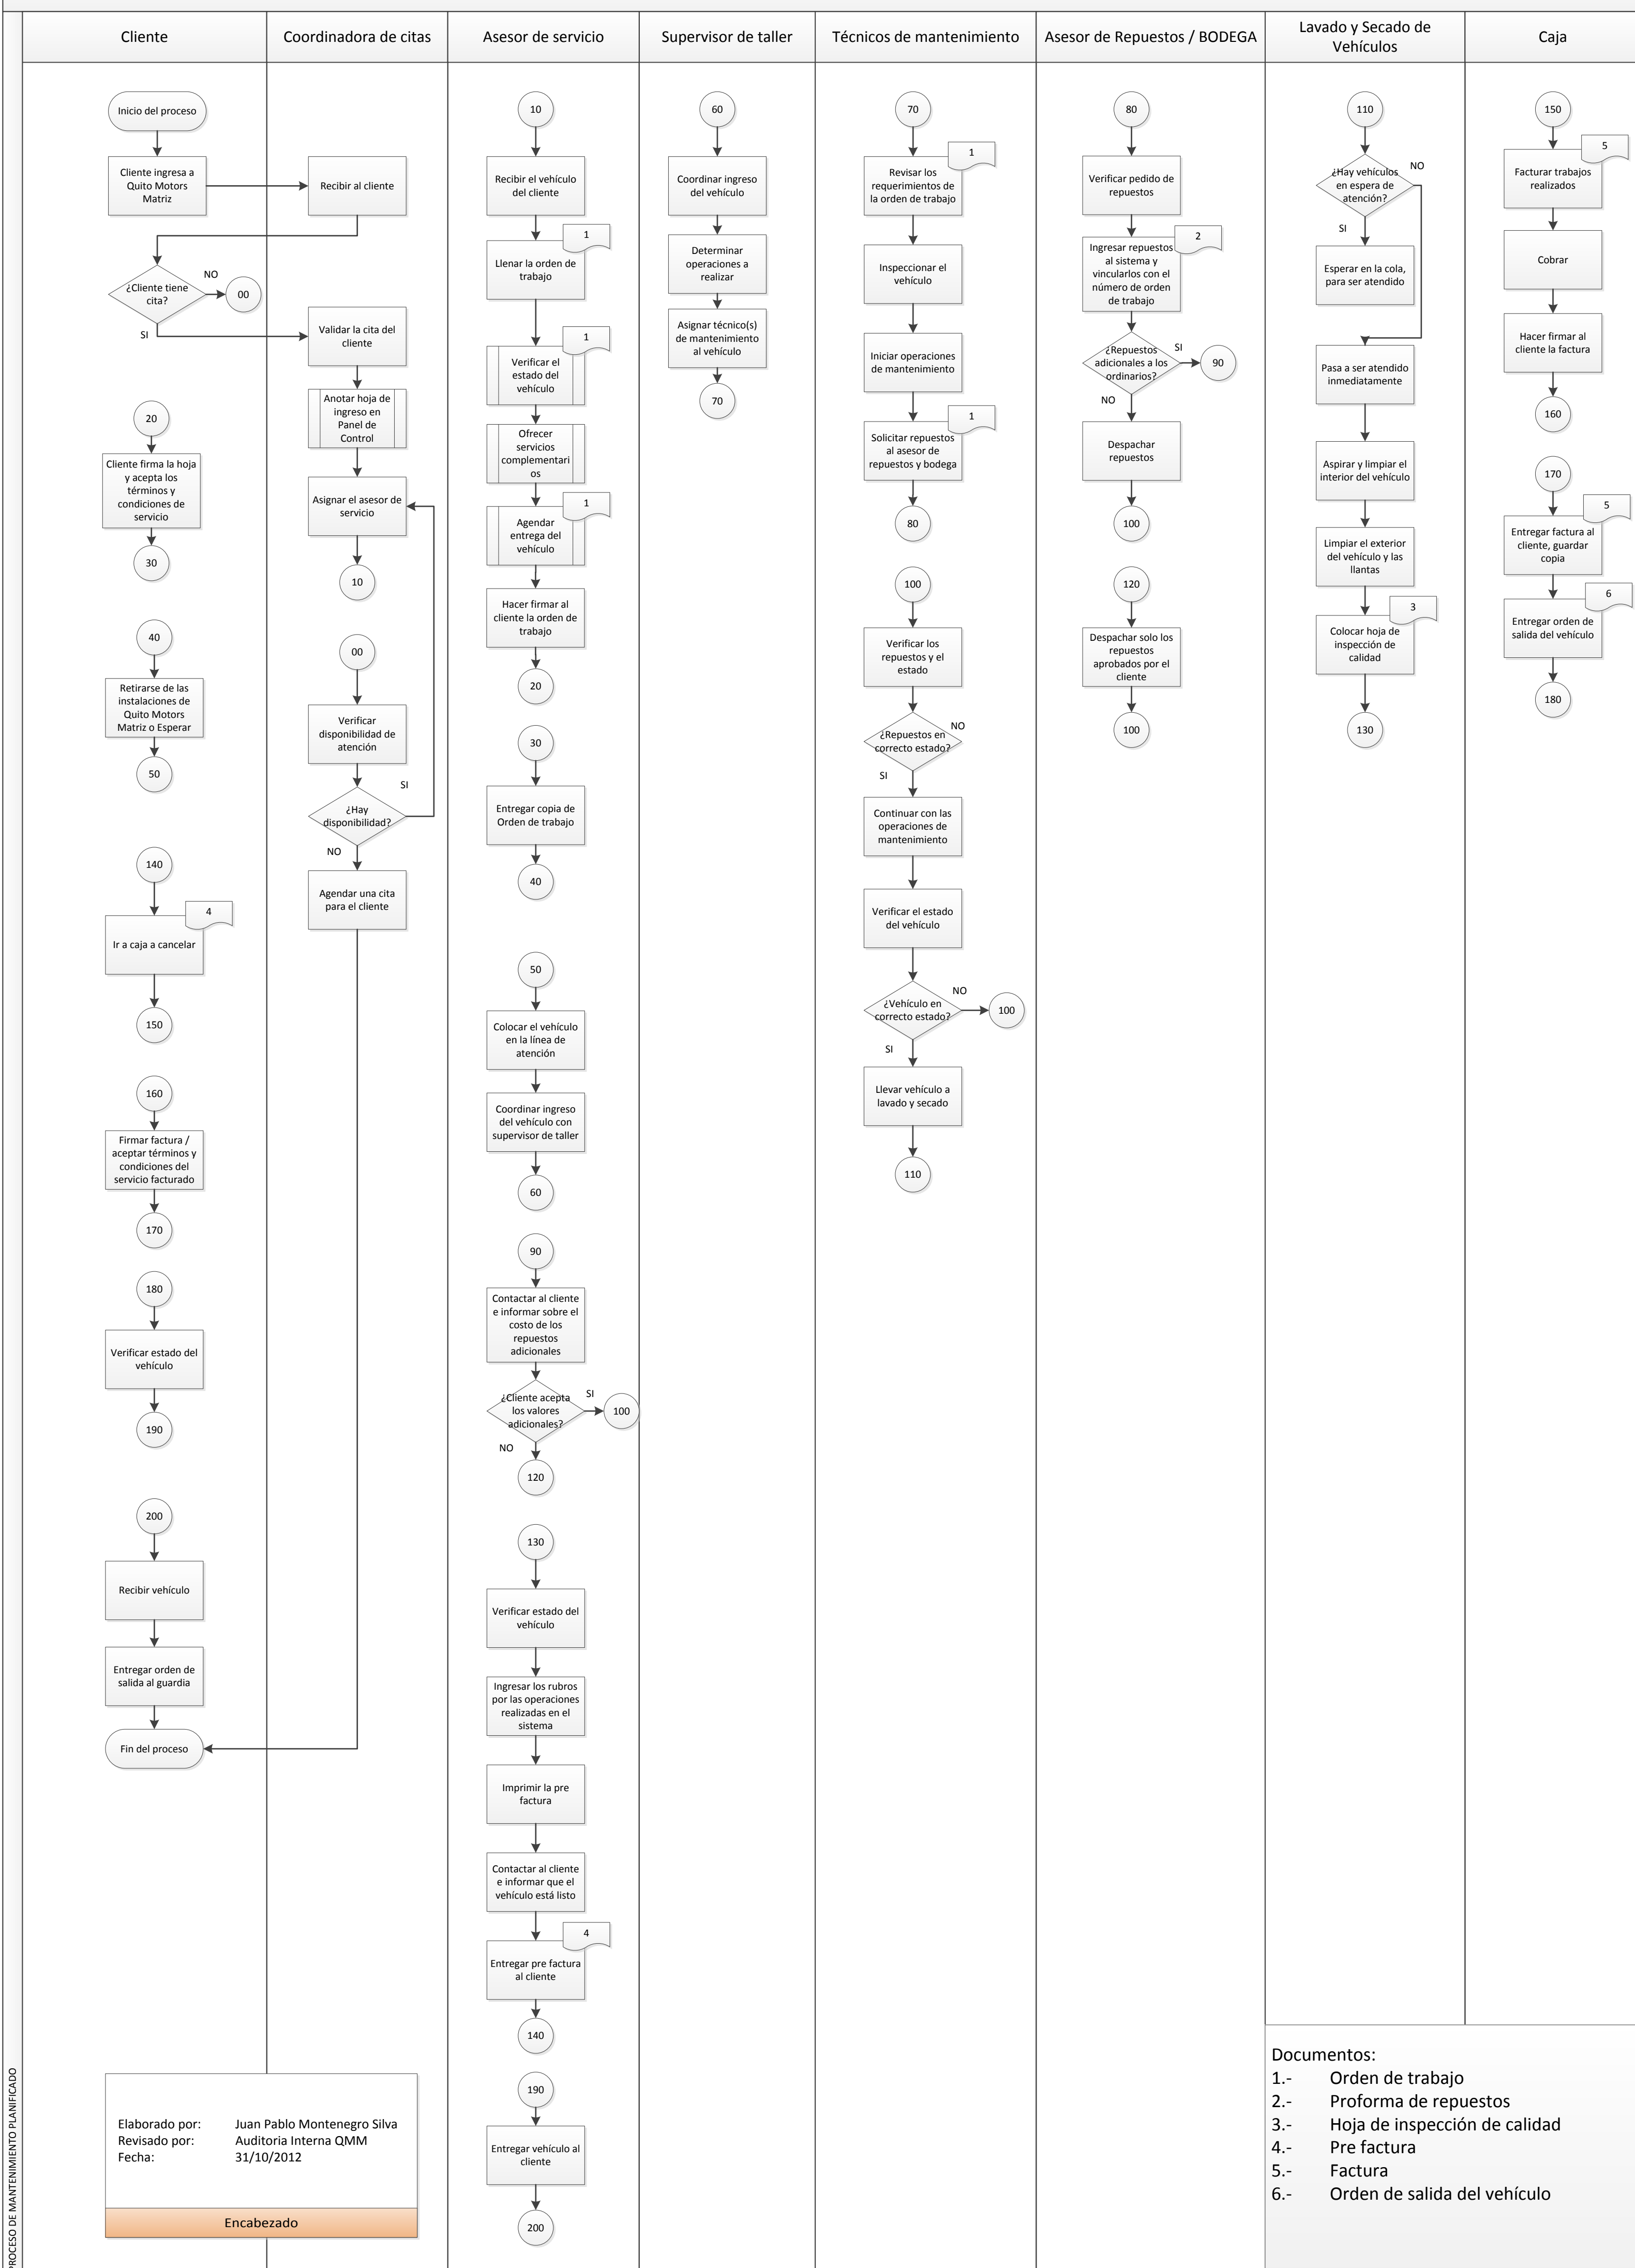 Cliente
Coordinadora de citas
Asesor de servicio
Supervisor de taller
Técnicos de mantenimiento
Asesor de Repuestos / BODEGA
Lavado y Secado de
Vehículos
Caja
Inicio del proceso
Cliente ingresa a
Quito Motors
Matriz
¿Cliente tiene
cita?
NO
00
SI
20
Cliente firma la hoja
y acepta los
términos y
condiciones de
servicio
30
40
Retirarse de las
instalaciones de
Quito Motors
Matriz o Esperar
50
140
4
Ir a caja a cancelar
150
160
Firmar factura /
aceptar términos y
condiciones del
servicio facturado
170
180
Verificar estado del
vehículo
190
200
Recibir vehículo
Entregar orden de
salida al guardia
Fin del proceso
Recibir al cliente
Validar la cita del
cliente
Anotar hoja de
ingreso en
Panel de
Control
Asignar el asesor de
servicio
10
00
Verificar
disponibilidad de
atención
SI
¿Hay
disponibilidad?
NO
Agendar una cita
para el cliente
10
Recibir el vehículo
del cliente
1
Llenar la orden de
trabajo
1
Verificar el
estado del
vehículo
Ofrecer
servicios
complementari
os
1
Agendar
entrega del
vehículo
Hacer firmar al
cliente la orden de
trabajo
20
30
Entregar copia de
Orden de trabajo
40
50
Colocar el vehículo
en la línea de
atención
Coordinar ingreso
del vehículo con
supervisor de taller
60
90
Contactar al cliente
e informar sobre el
costo de los
repuestos
adicionales
¿Cliente acepta
los valores
adicionales?
SI
100
NO
120
130
Verificar estado del
vehículo
Ingresar los rubros
por las operaciones
realizadas en el
sistema
Imprimir la pre
factura
Contactar al cliente
e informar que el
vehículo está listo
4
Entregar pre factura
al cliente
140
190
Entregar vehículo al
cliente
200
60
Coordinar ingreso
del vehículo
Determinar
operaciones a
realizar
Asignar técnico(s)
de mantenimiento
al vehículo
70
70
1
Revisar los
requerimientos de
la orden de trabajo
Inspeccionar el
vehículo
Iniciar operaciones
de mantenimiento
1
Solicitar repuestos
al asesor de
repuestos y bodega
80
100
Verificar los
repuestos y el
estado
NO
¿Repuestos en
correcto estado?
SI
Continuar con las
operaciones de
mantenimiento
Verificar el estado
del vehículo
NO
¿Vehículo en
correcto estado?
100
SI
Llevar vehículo a
lavado y secado
110
80
Verificar pedido de
repuestos
2
Ingresar repuestos
al sistema y
vincularlos con el
número de orden
de trabajo
¿Repuestos
adicionales a los
ordinarios?
SI
90
NO
Despachar
repuestos
100
120
Despachar solo los
repuestos
aprobados por el
cliente
100
110
NO
¿Hay vehículos
en espera de
atención?
SI
Esperar en la cola,
para ser atendido
Pasa a ser atendido
inmediatamente
Aspirar y limpiar el
interior del vehículo
Limpiar el exterior
del vehículo y las
llantas
3
Colocar hoja de
inspección de
calidad
130
150
5
Facturar trabajos
realizados
Cobrar
Hacer firmar al
cliente la factura
160
170
5
Entregar factura al
cliente, guardar
copia
6
Entregar orden de
salida del vehículo
180
PROCESO DE MANTENIMIENTO PLANIFICADO
Elaborado por: Juan Pablo Montenegro Silva
Revisado por: Auditoria Interna QMM
Fecha: 31/10/2012
Encabezado
Documentos:
1.- Orden de trabajo
2.- Proforma de repuestos
3.- Hoja de inspección de calidad
4.- Pre factura
5.- Factura
6.- Orden de salida del vehículo